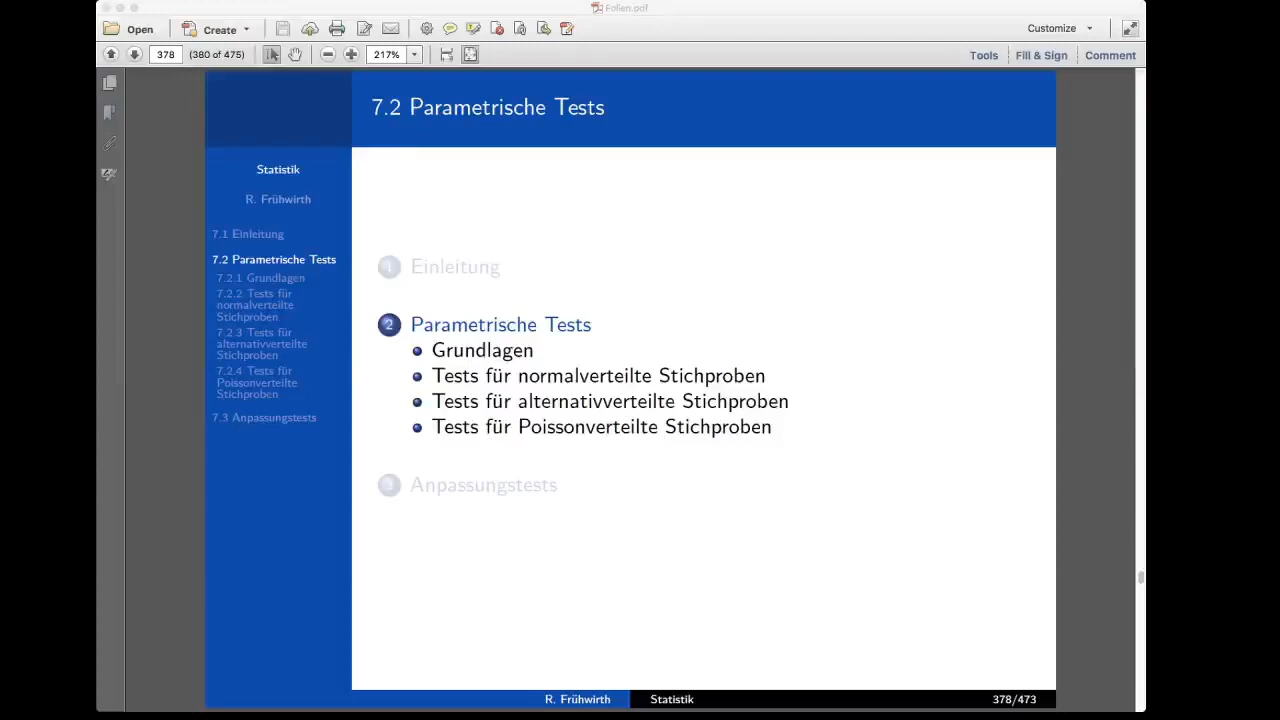 Folien.pdf
Open
Create
Customize
378
(380 of 475)
217%
Tools
Fill & Sign
Comment
7.2 Parametrische Tests
Statistik
R. Frühwirth
7.1 Einleitung
7.2 Parametrische Tests
7.2.1 Grundlagen
7.2.2 Tests für
normalverteilte
Stichproben
7.2.3 Tests für
alternativverteilte
Stichproben
7.2.4 Tests für
Poissonverteilte
Stichproben
7.3 Anpassungstests
1 Einleitung
2 Parametrische Tests
Grundlagen
Tests für normalverteilte Stichproben
Tests für alternativverteilte Stichproben
Tests für Poissonverteilte Stichproben
3 Anpassungstests
R. Frühwirth
Statistik
378/473